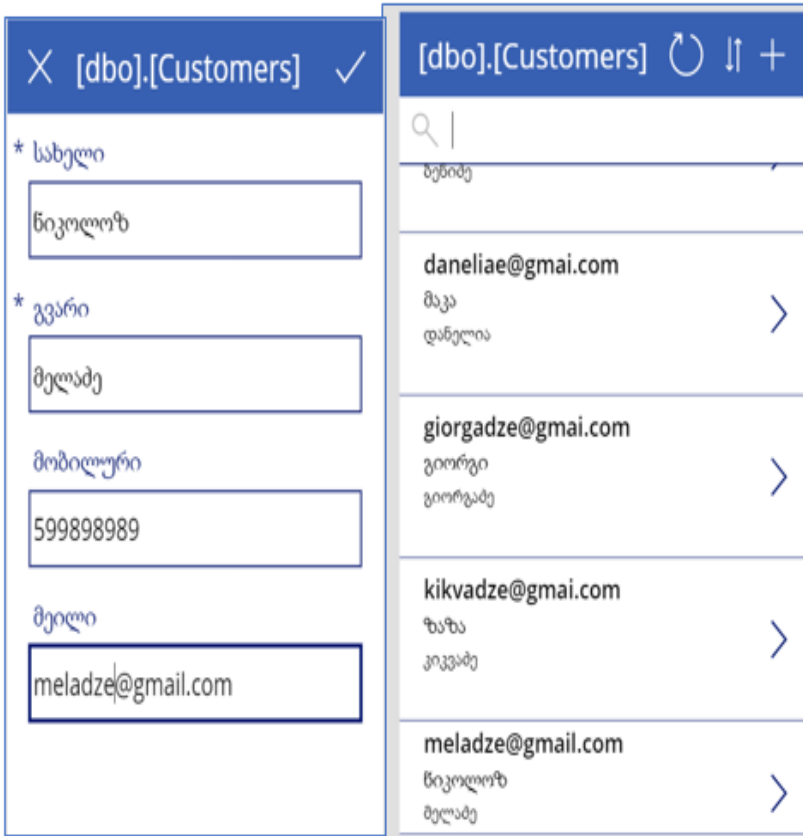 [dbo].[Customers]
* სახელი
ნიკოლოზ
* გვარი
მელაძე
მობილური
599898989
მეილი
meladze@gmail.com
[dbo].[Customers]
ბენიძე
daneliae@gmai.com
მაკა
დანელია
giorgadze@gmai.com
გიორგი
გიორგაძე
kikvadze@gmai.com
ზაზა
კიკვაძე
meladze@gmail.com
ნიკოლოზ
მელაძე